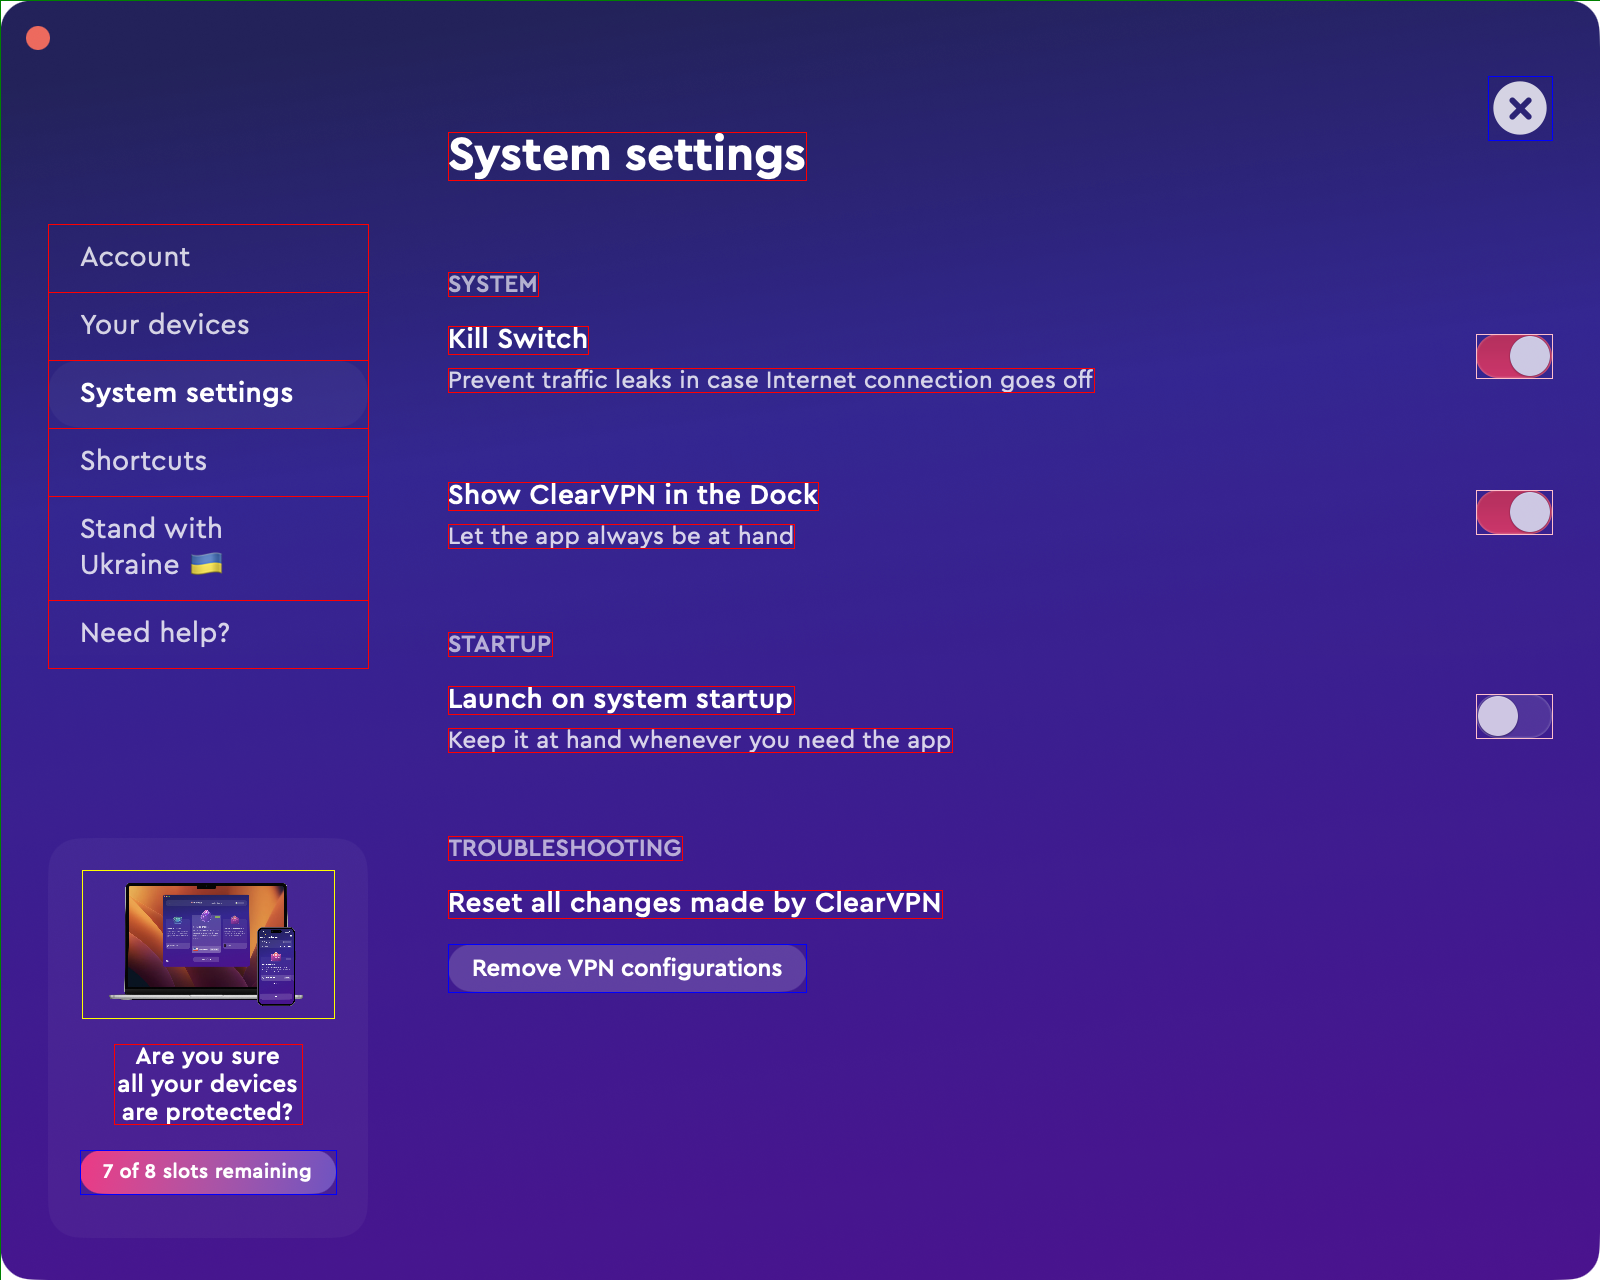 System settings
Account
Your devices
System settings
Shortcuts
Stand with
Ukraine 🇺🇦
Need help?
SYSTEM
Kill Switch
Prevent traffic leaks in case Internet connection goes off
Show ClearVPN in the Dock
Let the app always be at hand
STARTUP
Launch on system startup
Keep it at hand whenever you need the app
TROUBLESHOOTING
Reset all changes made by ClearVPN
Remove VPN configurations
Are you sure
all your devices
are protected?
7 of 8 slots remaining